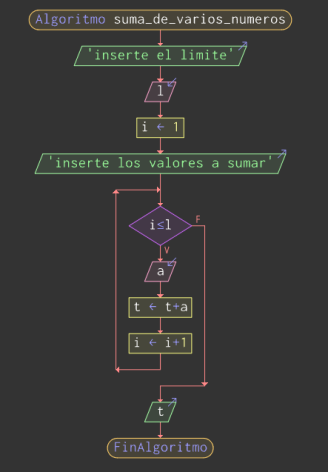 Algoritmo suma_de_varios_numeros
'inserte el limite'
l
i ← 1
'inserte los valores a sumar'
i≤l
F
V
a
t ← t+a
i ← i+1
t
FinAlgoritmo